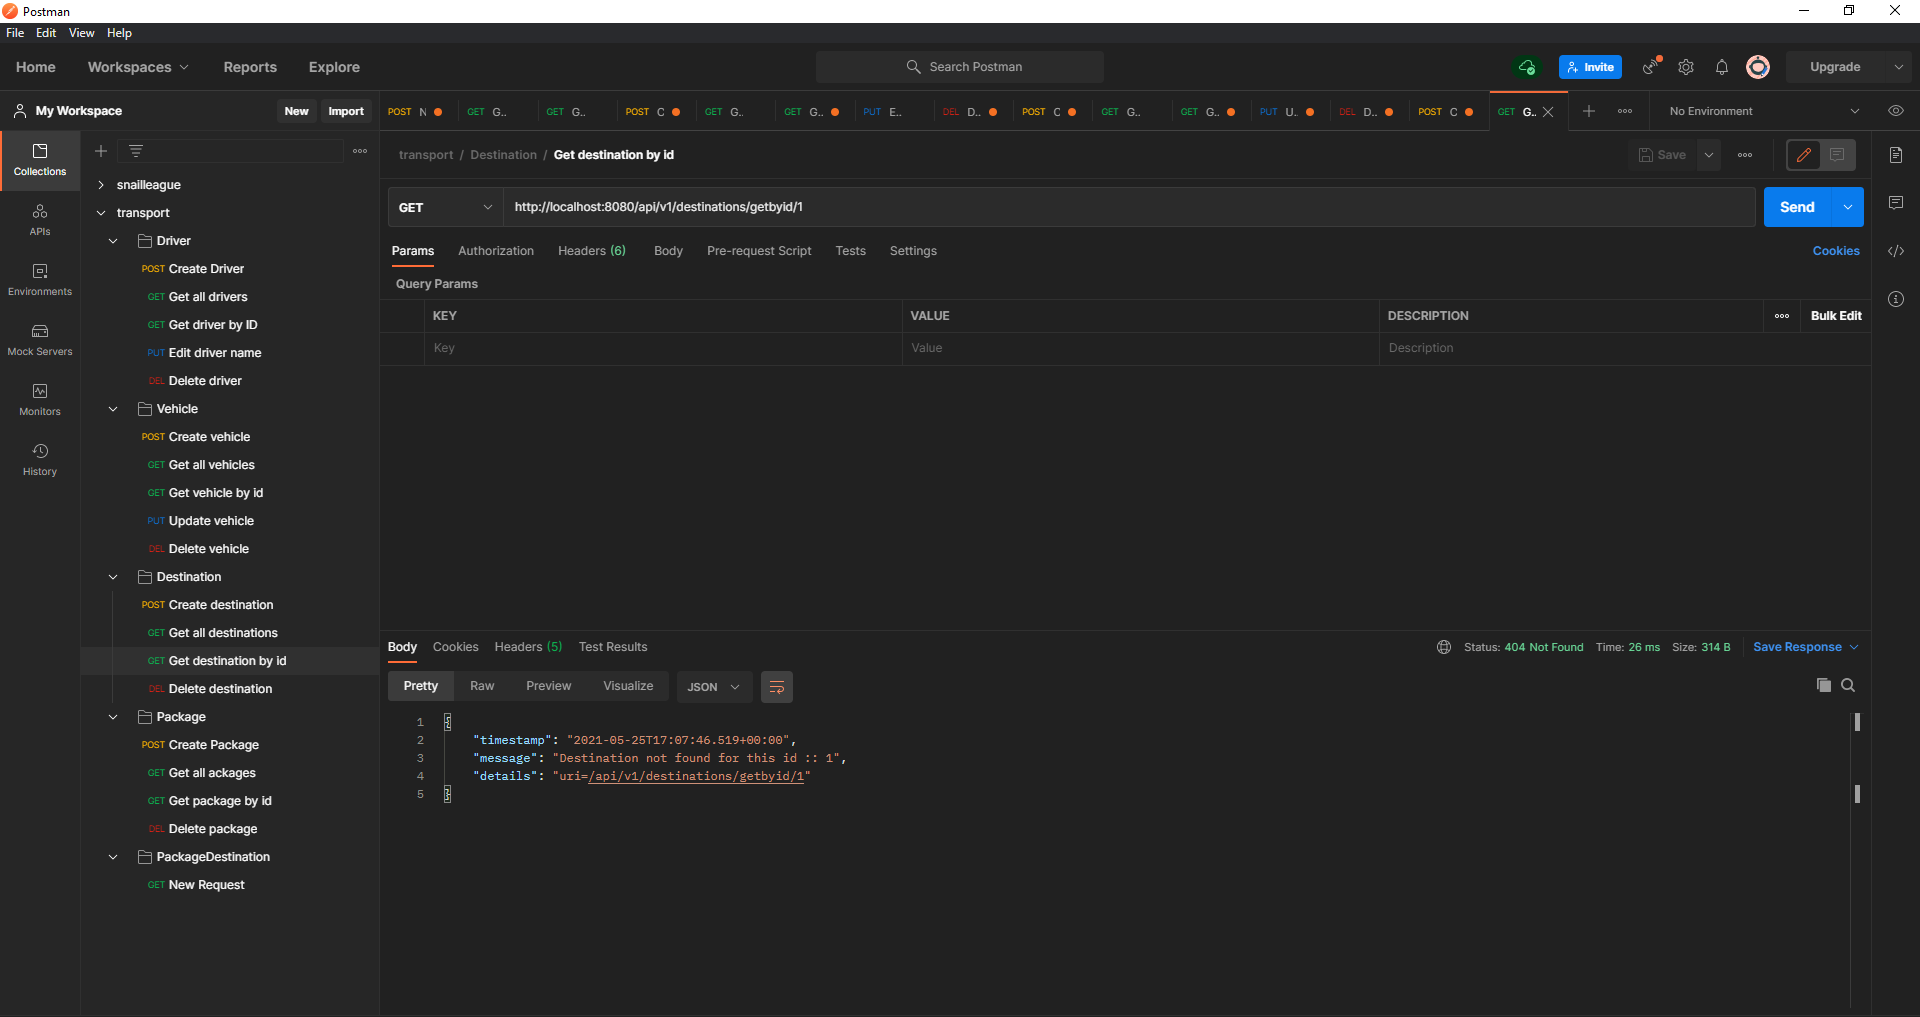 Postman
File Edit View Help
Home Workspaces Reports Explore
Search Postman
Invite
Upgrade
My Workspace
New Import
POST N
GET G..
GET G..
POST C
GET G..
GET G..
PUT E..
DEL D..
POST C
GET G..
GET G..
PUT U..
DEL D..
POST C
GET G..
No Environment
Collections
APIs
Environments
Mock Servers
Monitors
History
snailleague
transport
Driver
POST Create Driver
GET Get all drivers
GET Get driver by ID
PUT Edit driver name
DEL Delete driver
Vehicle
POST Create vehicle
GET Get all vehicles
GET Get vehicle by id
PUT Update vehicle
DEL Delete vehicle
Destination
POST Create destination
GET Get all destinations
GET Get destination by id
DEL Delete destination
Package
POST Create Package
GET Get all ackages
GET Get package by id
DEL Delete package
PackageDestination
GET New Request
transport / Destination / Get destination by id
Save
GET http://localhost:8080/api/v1/destinations/getbyid/1
Send
Params Authorization Headers (6) Body Pre-request Script Tests Settings
Cookies
Query Params
KEY VALUE DESCRIPTION Bulk Edit
Key Value Description
Body Cookies Headers (5) Test Results
Status: 404 Not Found Time: 26 ms Size: 314 B Save Response
Pretty Raw Preview Visualize JSON
1 {
2 "timestamp": "2021-05-25T17:07:46.519+00:00",
3 "message": "Destination not found for this id :: 1",
4 "details": "uri=/api/v1/destinations/getbyid/1"
5 }